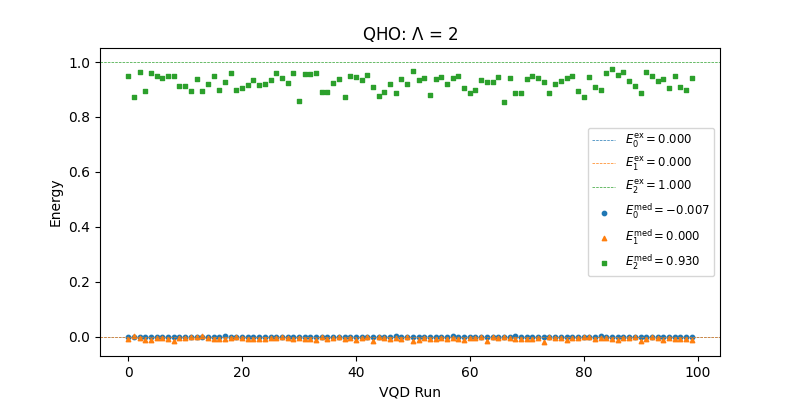 QHO: Λ = 2
Energy
1.0
0.8
0.6
0.4
0.2
0.0
E₀ᵉˣ = 0.000
E₁ᵉˣ = 0.000
E₂ᵉˣ = 1.000
E₀ᵐᵉᵈ = −0.007
E₁ᵐᵉᵈ = 0.000
E₂ᵐᵉᵈ = 0.930
0 20 40 60 80 100
VQD Run